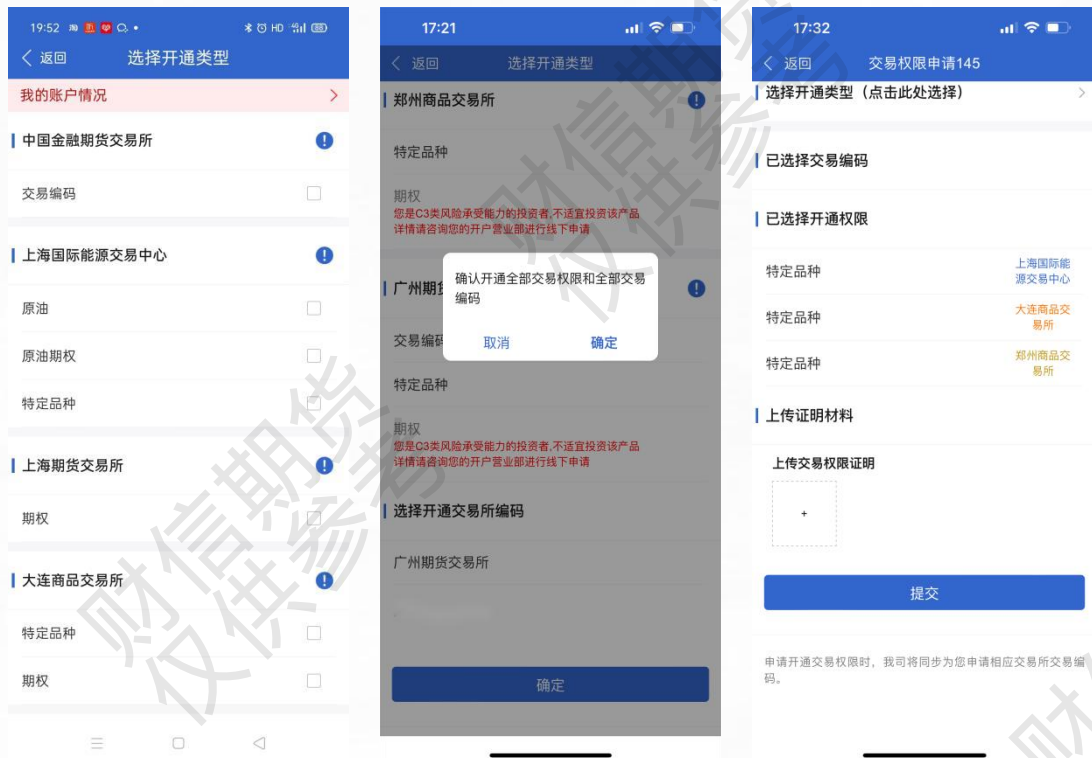 19:52
HD
返回
选择开通类型
我的账户情况
中国金融期货交易所
交易编码
上海国际能源交易中心
原油
原油期权
特定品种
上海期货交易所
期权
大连商品交易所
特定品种
期权
17:21
返回
选择开通类型
郑州商品交易所
特定品种
期权
您是C3类风险承受能力的投资者,不适宜投资该产品
详情请咨询您的开户营业部进行线下申请
广州期
确认开通全部交易权限和全部交易
编码
取消
确定
交易编码
特定品种
期权
您是C3类风险承受能力的投资者,不适宜投资该产品
详情请咨询您的开户营业部进行线下申请
选择开通交易所编码
广州期货交易所
确定
17:32
返回
交易权限申请145
选择开通类型（点击此处选择）
已选择交易编码
已选择开通权限
特定品种
上海国际能
源交易中心
特定品种
大连商品交
易所
特定品种
郑州商品交
易所
上传证明材料
上传交易权限证明
+
提交
申请开通交易权限时，我司将同步为您申请相应交易所交易编
码。
财信期货
仅供参考